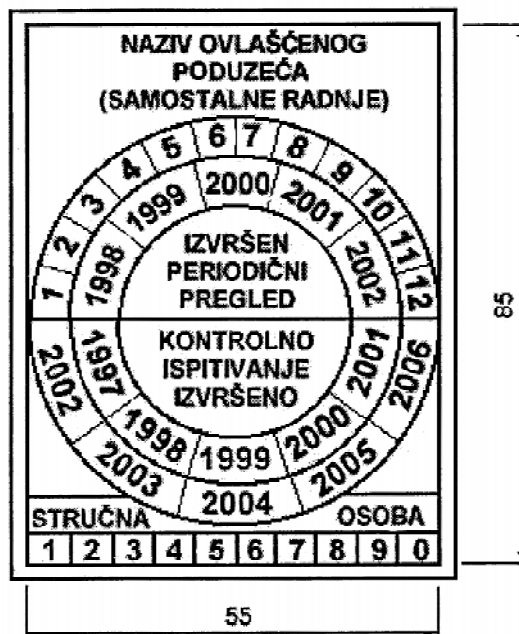 NAZIV OVLAŠĆENOG
PODUZEĆA
(SAMOSTALNE RADNJE)
1 2 3 4 5 6 7 8 9 10 11 12
1998 1999 2000 2001 2002
IZVRŠEN
PERIODIČNI
PREGLED
KONTROLNO
ISPITIVANJE
IZVRŠENO
1997 1998 1999 2000 2001
2002 2003 2004 2005 2006
STRUČNA OSOBA
1 2 3 4 5 6 7 8 9 0
85
55